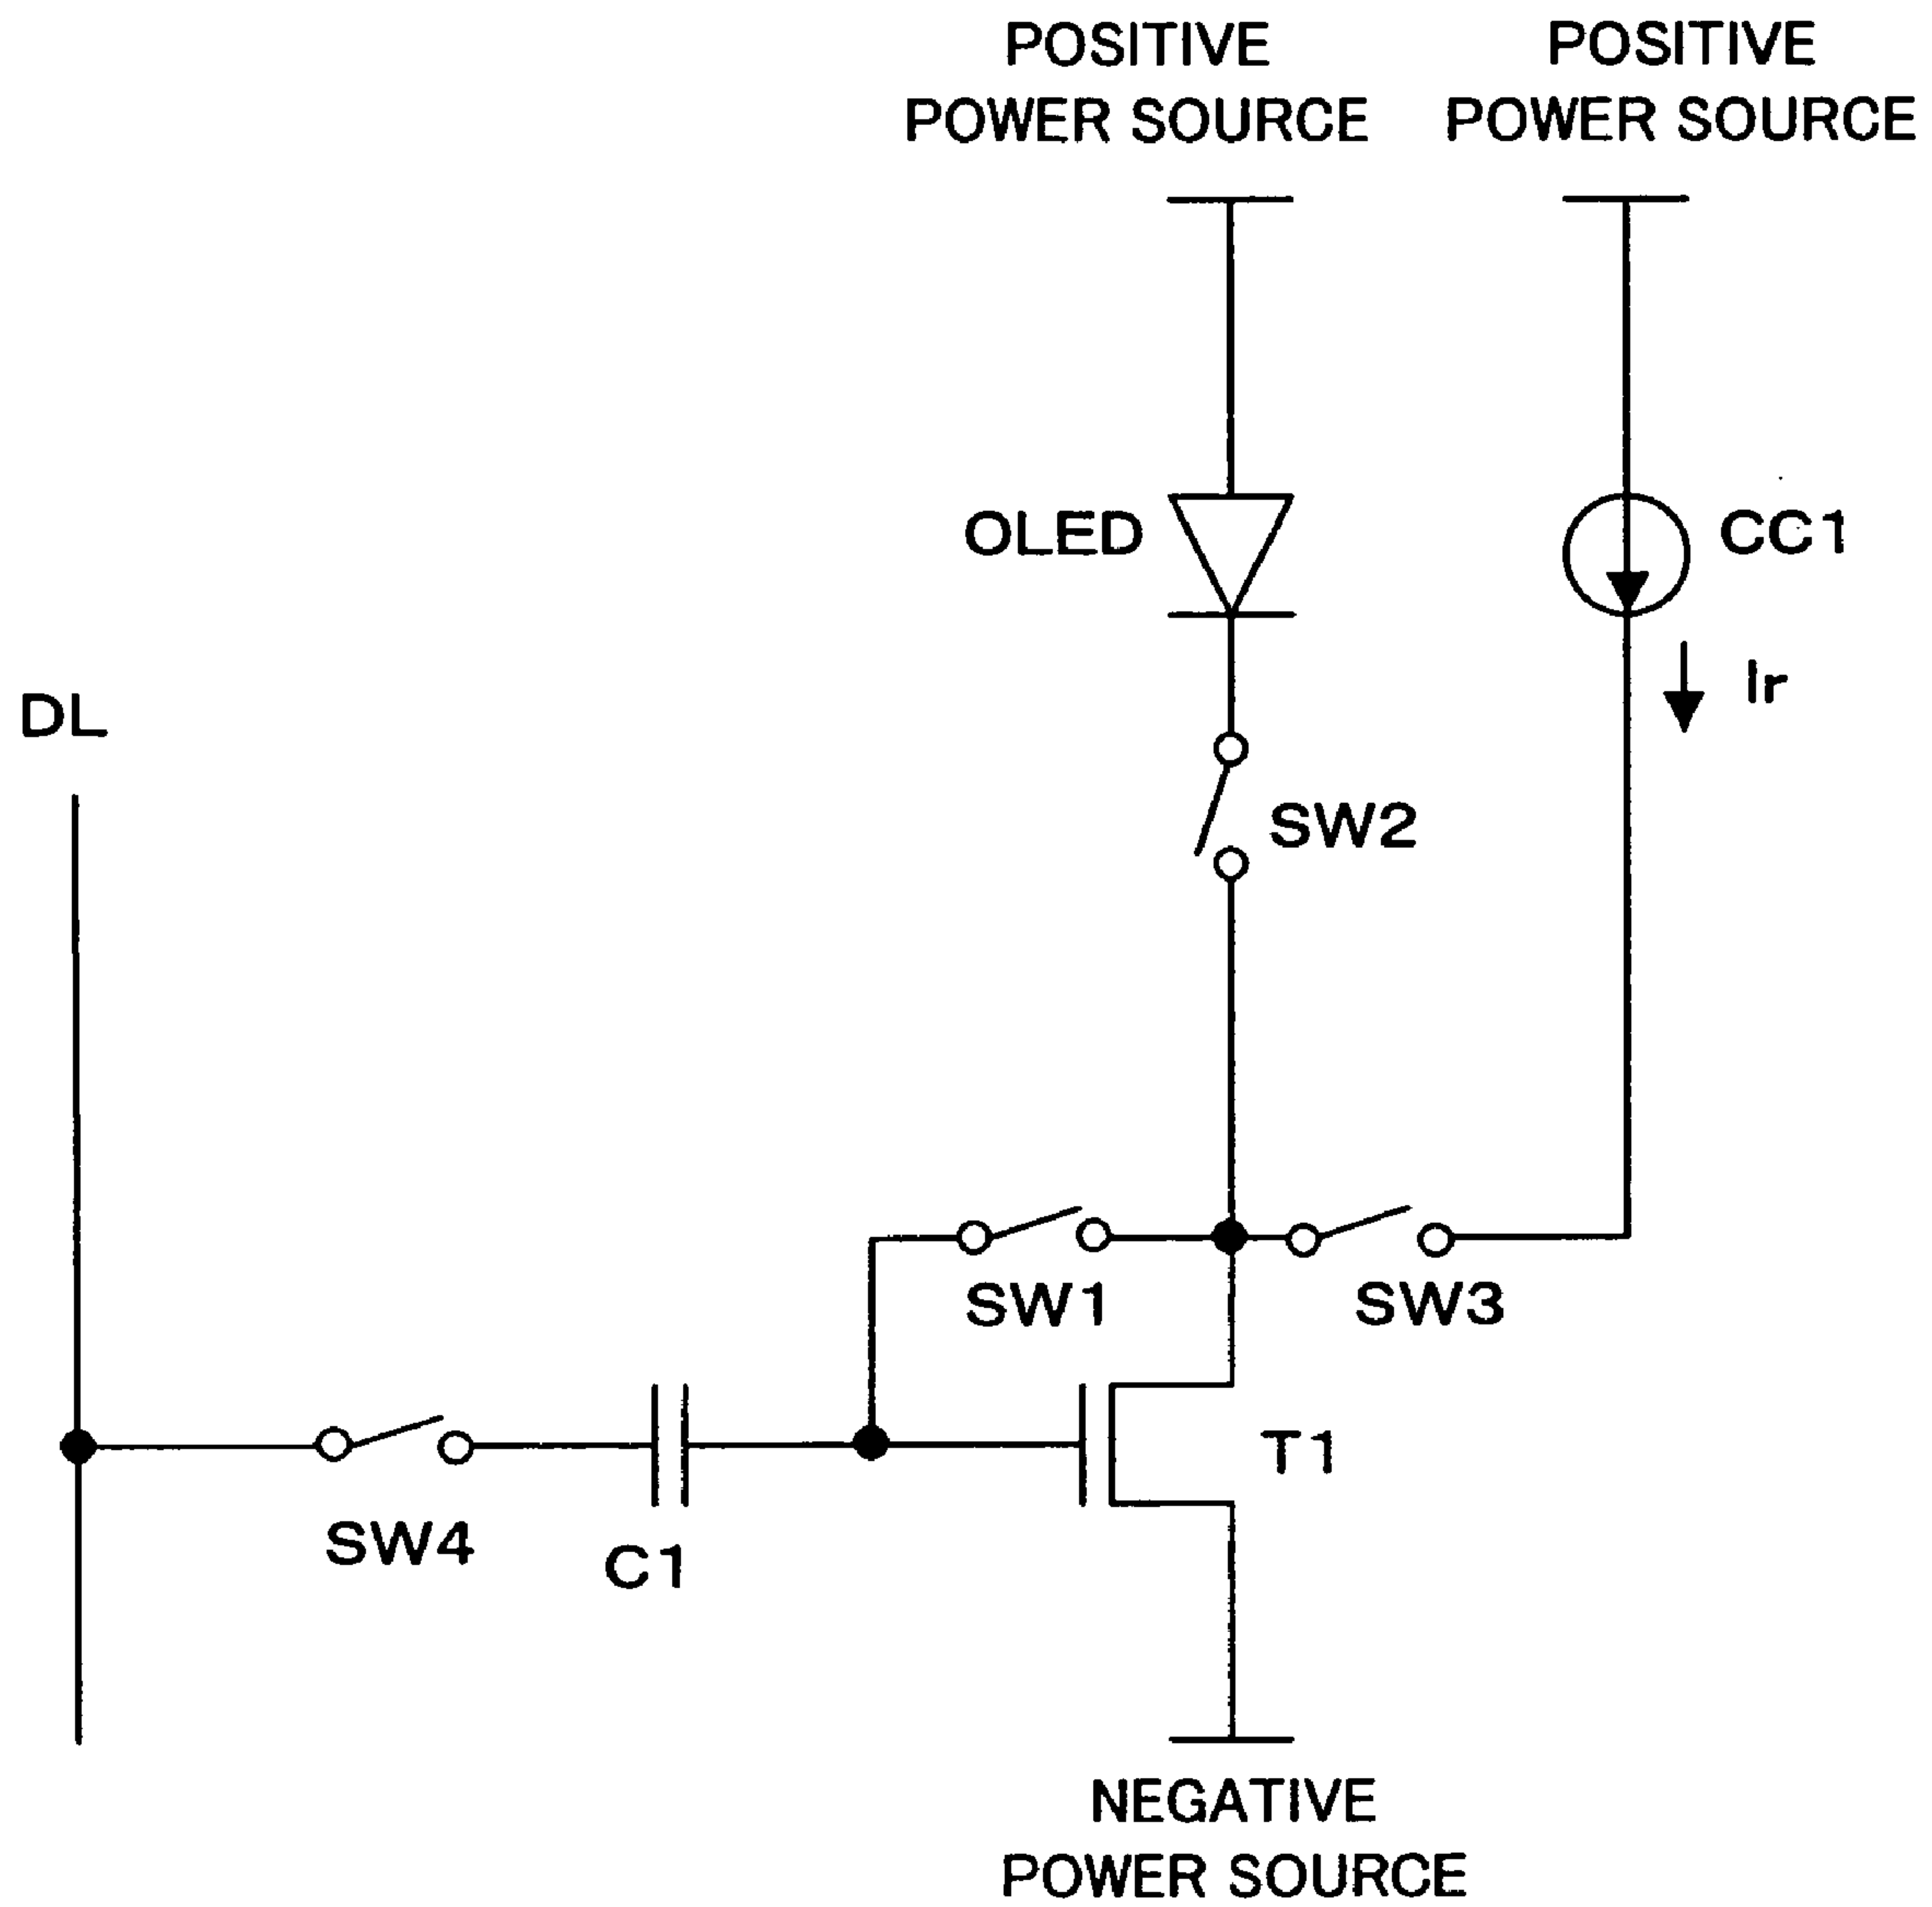 POSITIVE
POWER SOURCE
POSITIVE
POWER SOURCE
OLED
CC1
Ir
DL
SW2
SW1
SW3
T1
SW4
C1
NEGATIVE
POWER SOURCE